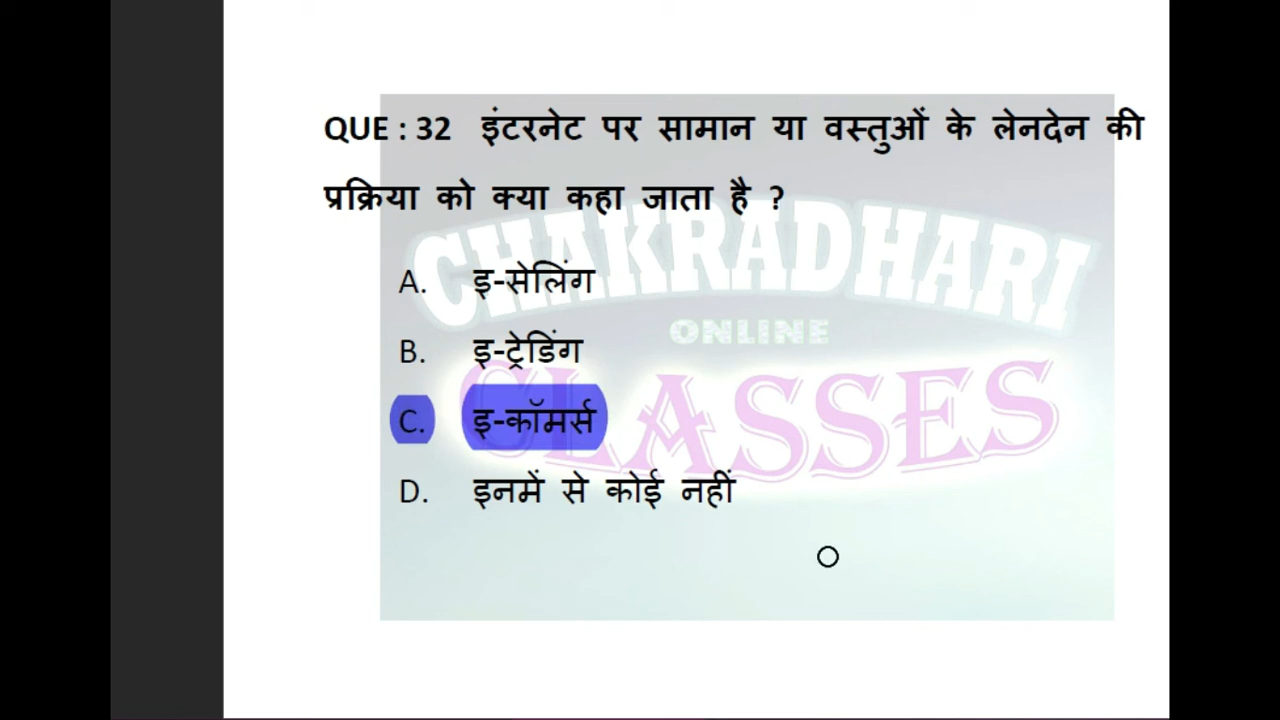 QUE : 32 इंटरनेट पर सामान या वस्तुओं के लेनदेन की
प्रक्रिया को क्या कहा जाता है ?
A. इ-सेलिंग
B. इ-ट्रेडिंग
C. इ-कॉमर्स
D. इनमें से कोई नहीं
CHAKRADHARI
ONLINE
CLASSES